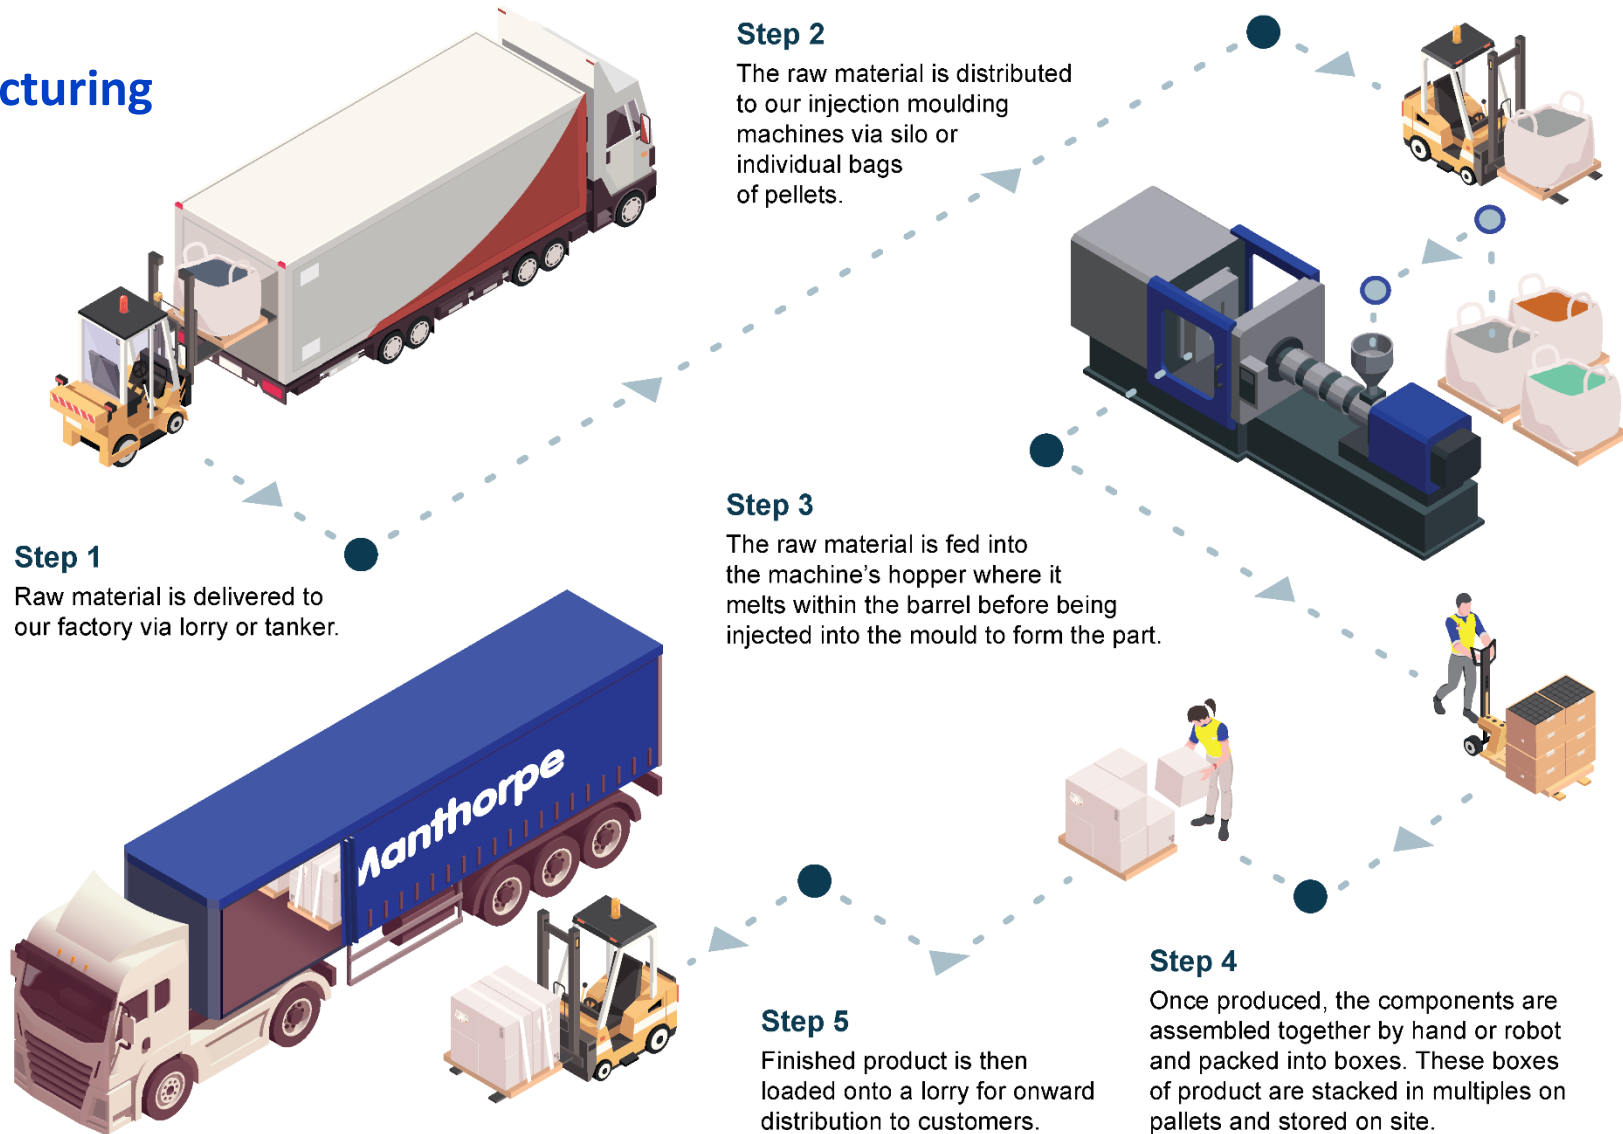 cturing
Step 2
The raw material is distributed
to our injection moulding
machines via silo or
individual bags
of pellets.
Step 3
The raw material is fed into
the machine's hopper where it
melts within the barrel before being
injected into the mould to form the part.
Step 1
Raw material is delivered to
our factory via lorry or tanker.
Manthorpe
Step 4
Once produced, the components are
assembled together by hand or robot
and packed into boxes. These boxes
of product are stacked in multiples on
pallets and stored on site.
Step 5
Finished product is then
loaded onto a lorry for onward
distribution to customers.